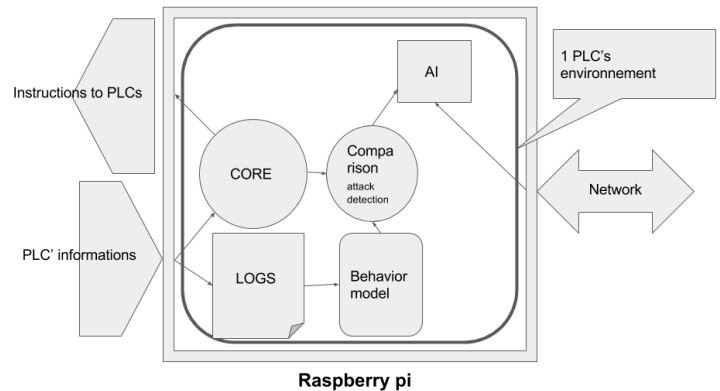 Instructions to PLCs
PLC' informations
CORE
LOGS
Compa
rison
attack
detection
Behavior
model
AI
1 PLC's
environnement
Network
Raspberry pi